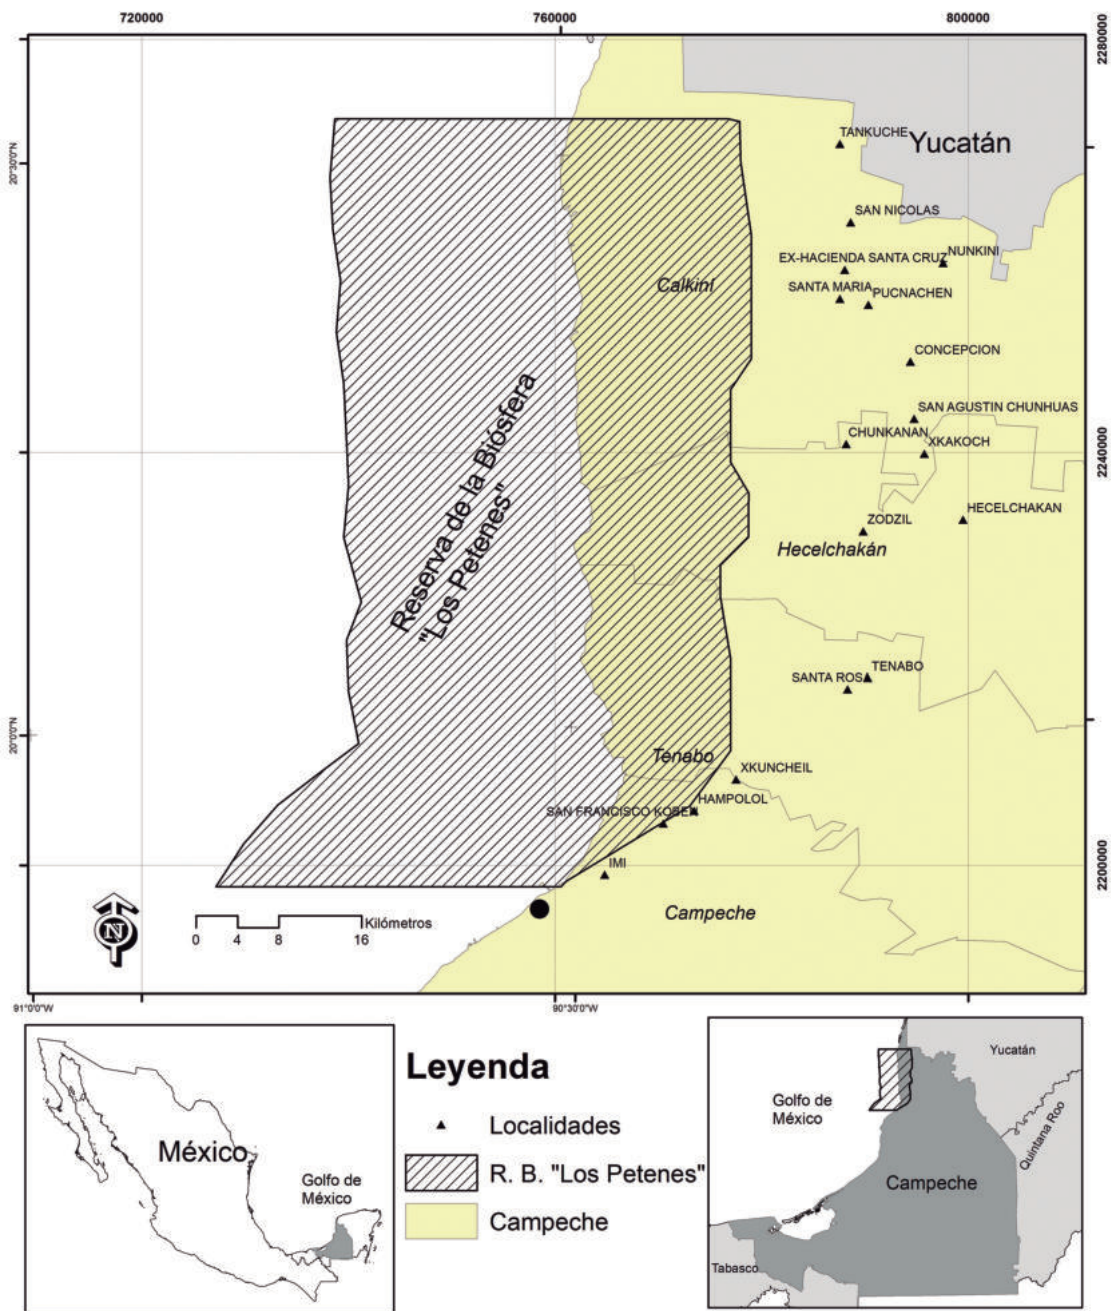 720000
760000
800000
2280000
20°30'0"N
TANKUCHE
Yucatán
SAN NICOLAS
EX-HACIENDA SANTA CRUZ
NUNKINI
Calkiní
SANTA MARIA
PUCNACHEN
CONCEPCION
SAN AGUSTIN CHUNHUAS
CHUNKANAN
XKAKOCH
2240000
Reserva de la Biósfera
"Los Petenes"
HECELCHAKAN
ZODZIL
Hecelchakán
TENABO
SANTA ROSA
20°0'0"N
Tenabo
XKUNCHEIL
HAMPOLOL
SAN FRANCISCO KOBEN
IMI
2200000
Campeche
N
Kilómetros
0 4 8 16
91°0'0"W
90°30'0"W
México
Golfo de
México
Leyenda
Localidades
R. B. "Los Petenes"
Campeche
Yucatán
Golfo de
México
Quintana Roo
Campeche
Tabasco